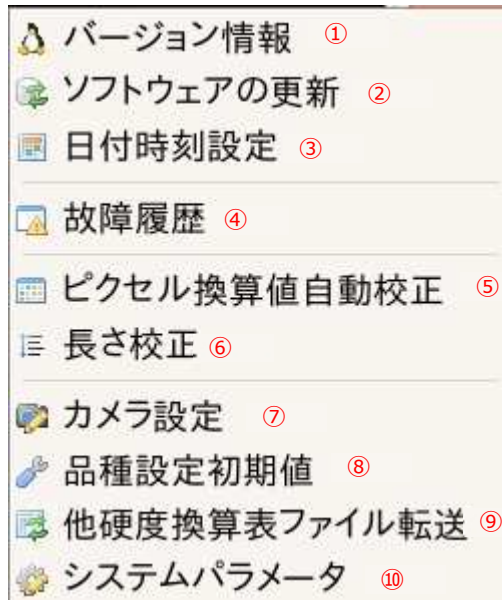 バージョン情報 ①
ソフトウェアの更新 ②
日付時刻設定 ③
故障履歴 ④
ピクセル換算値自動校正 ⑤
長さ校正 ⑥
カメラ設定 ⑦
品種設定初期値 ⑧
他硬度換算表ファイル転送 ⑨
システムパラメータ ⑩